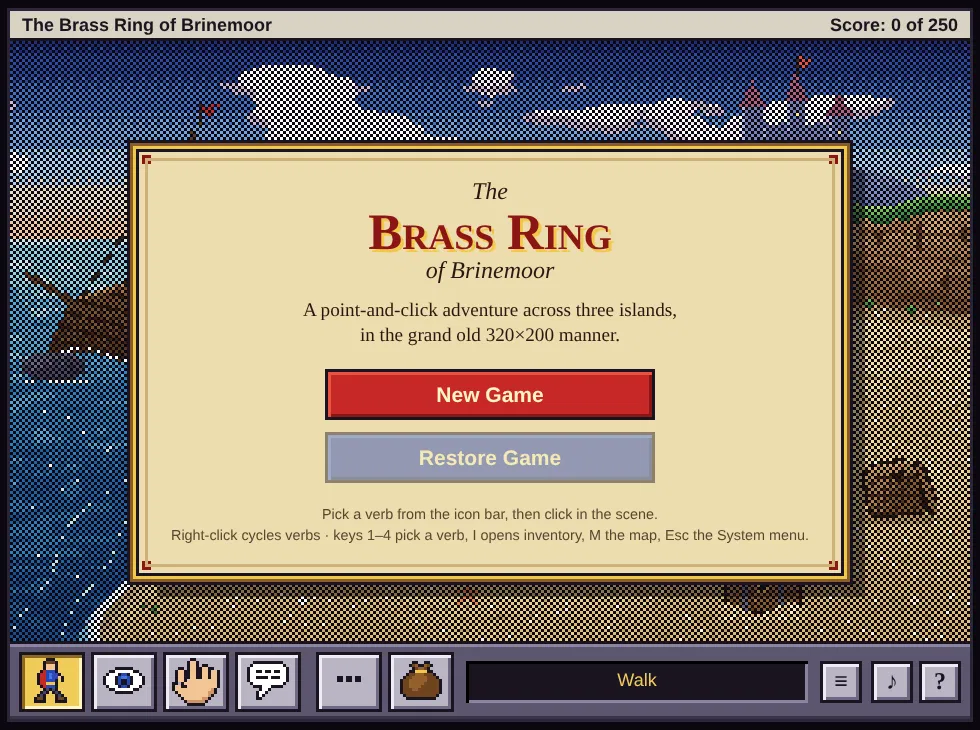 The Brass Ring of Brinemoor
Score: 0 of 250
The
Brass Ring
of Brinemoor
A point-and-click adventure across three islands,
in the grand old 320×200 manner.
New Game
Restore Game
Pick a verb from the icon bar, then click in the scene.
Right-click cycles verbs · keys 1–4 pick a verb, I opens inventory, M the map, Esc the System menu.
Walk
?